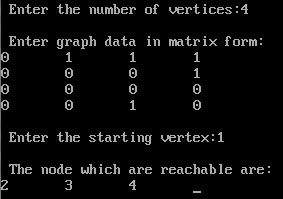 Enter the number of vertices:4
Enter graph data in matrix form:
0 1 1 1
0 0 0 1
0 0 0 0
0 0 1 0
Enter the starting vertex:1
The node which are reachable are:
2 3 4 _